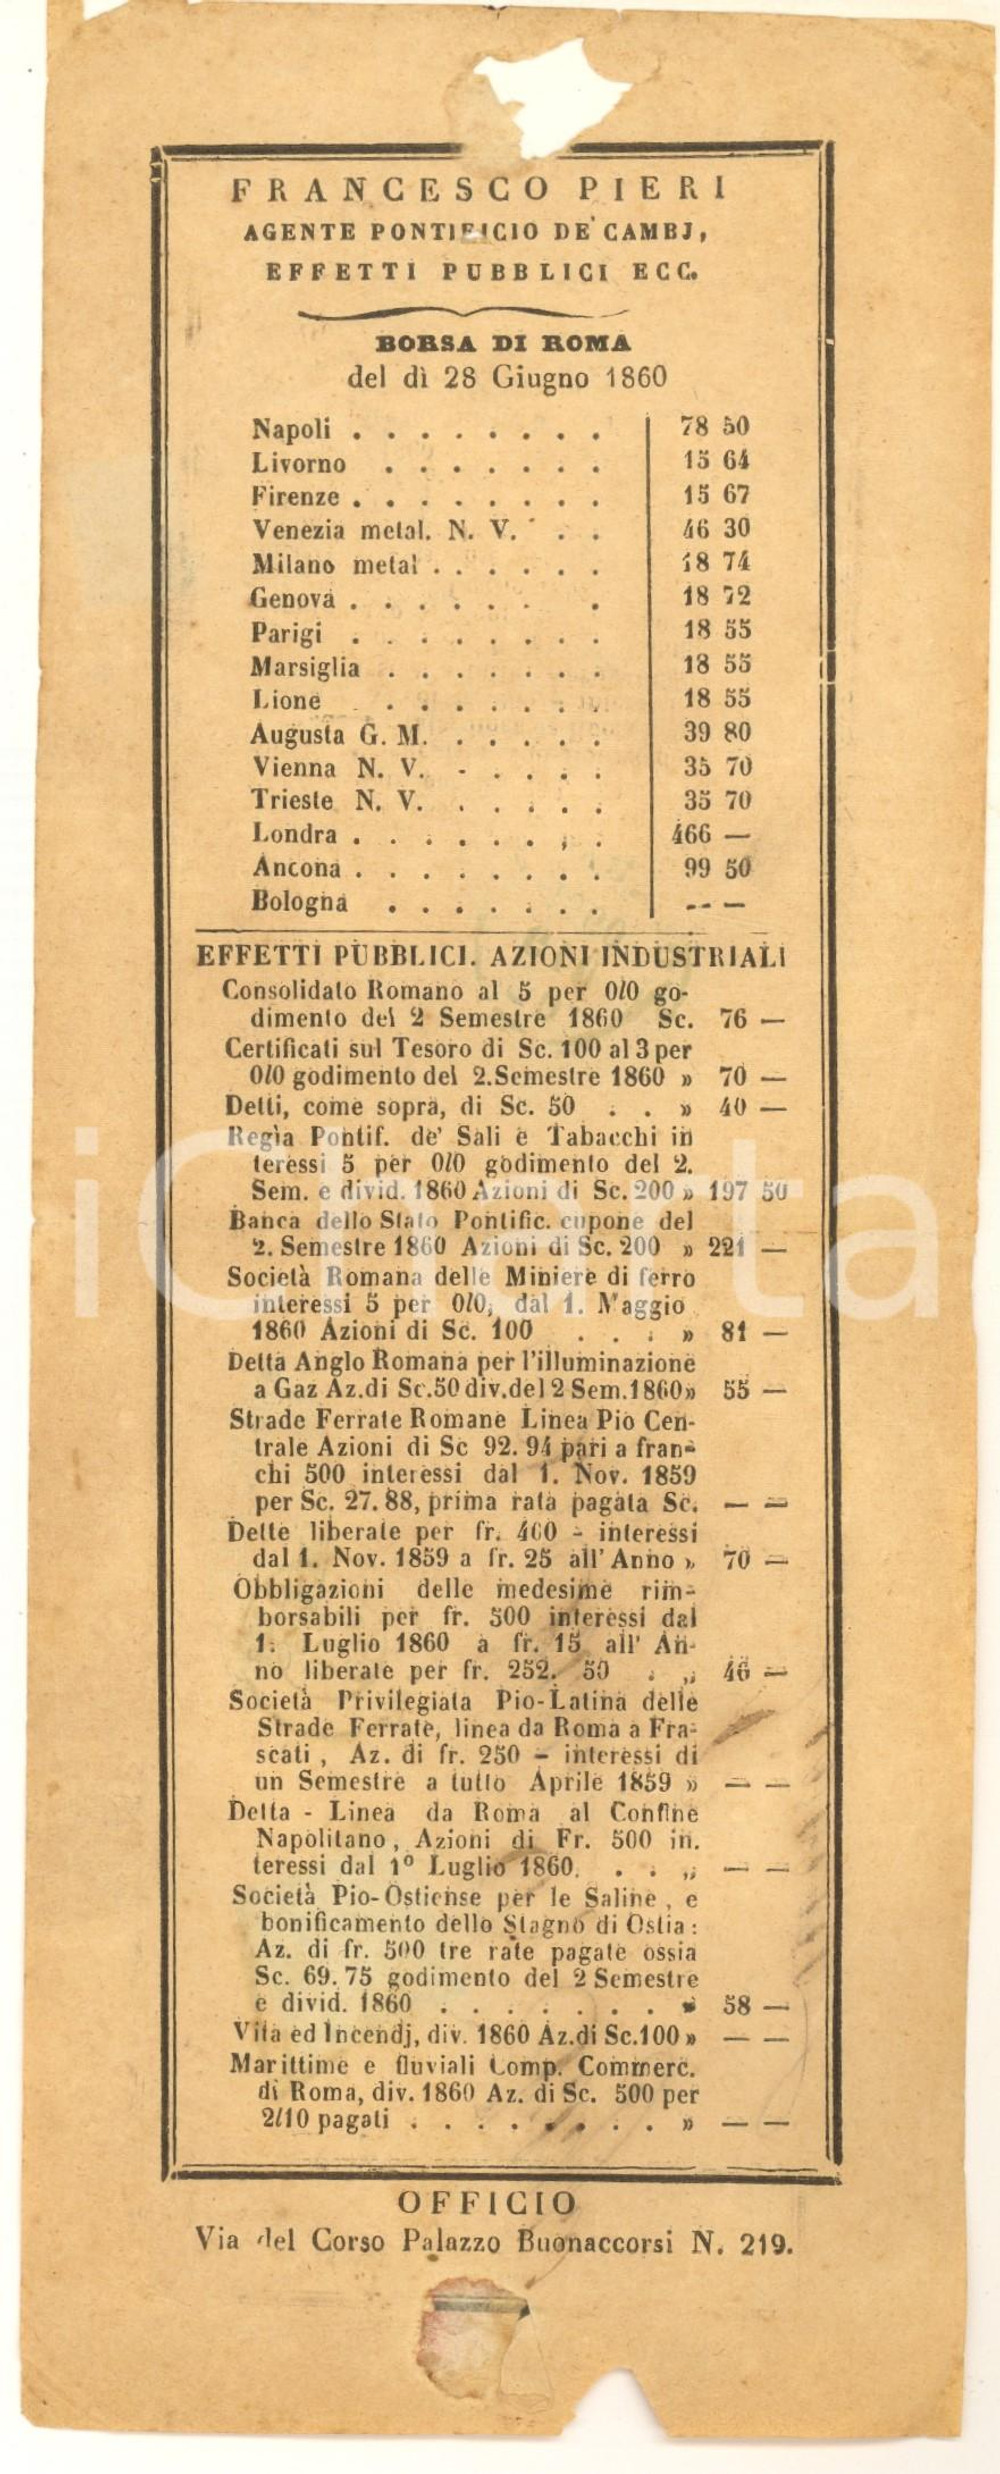 FRANCESCO PIERI
AGENTE PONTIFICIO DE' CAMBJ,
EFFETTI PUBBLICI ECC.
BORSA DI ROMA
del dì 28 Giugno 1860
Napoli . . . . . . . . 78 50
Livorno . . . . . . . 15 64
Firenze . . . . . . . . 15 67
Venezia metal. N. V. . . 46 30
Milano metal . . . . . . 18 74
Genova . . . . . . . 18 72
Parigi . . . . . . . . 18 55
Marsiglia . . . . . . . 18 55
Lione . . . . . . . 18 55
Augusta G. M. . . . . . 39 80
Vienna N. V. - . . . . 35 70
Trieste N. V. . . . . . 35 70
Londra . . . . . . , . 466 —
Ancona . . . . . . . . 99 50
Bologna . . . . . . . -- —
EFFETTI PUBBLICI. AZIONI INDUSTRIALI
Consolidato Romano al 5 per 0/0 go-
dimento del 2 Semestre 1860 Sc. 76 —
Certificati sul Tesoro di Sc. 100 al 3 per
0/0 godimento del 2. Semestre 1860 » 70 —
Detti, come sopra, di Sc. 50 . . » 40 —
Regia Pontif. de' Sali e Tabacchi in
teressi 5 per 0/0 godimento del 2.
Sem. e divid. 1860 Azioni di Sc. 200 » 197 50
Banca dello Stato Pontific. cupone del
2. Semestre 1860 Azioni di Sc. 200 » 221 —
Società Romana delle Miniere di ferro
interessi 5 per 0/0, dal 1. Maggio
1860 Azioni di Sc. 100 . . . » 81 —
Detta Anglo Romana per l'illuminazione
a Gaz Az. di Sc. 50 div. del 2 Sem. 1860 » 55 —
Strade Ferrate Romane Linea Pio Cen-
trale Azioni di Sc 92. 94 pari a fran-
chi 500 interessi dal 1. Nov. 1859
per Sc. 27. 88, prima rata pagata Sc. — —
Dette liberate per fr. 400 - interessi
dal 1. Nov. 1859 a fr. 25 all' Anno » 70 —
Obbligazioni delle medesime rim-
borsabili per fr. 500 interessi dal
1. Luglio 1860 a fr. 15 all' An-
no liberate per fr. 252. 50 . „ 46 —
Società Privilegiata Pio-Latina delle
Strade Ferrate, linea da Roma a Fra-
scati , Az. di fr. 250 — interessi di
un Semestre a tutto Aprile 1859 » — —
Detta - Linea da Roma al Confine
Napolitano , Azioni di Fr. 500 in.
teressi dal 1° Luglio 1860. . . „ — —
Società Pio-Ostiense per le Saline , e
bonificamento dello Stagno di Ostia :
Az. di fr. 500 tre rate pagate ossia
Sc. 69. 75 godimento del 2 Semestre
e divid. 1860 . . . . . . . » 58 —
Vita ed Incendj, div. 1860 Az. di Sc. 100 » — —
Marittime e fluviali Comp. Commerc.
di Roma, div. 1860 Az. di Sc. 500 per
2/10 pagati . . . . . . . . » — —
OFFICIO
Via del Corso Palazzo Buonaccorsi N. 219.
iCharta